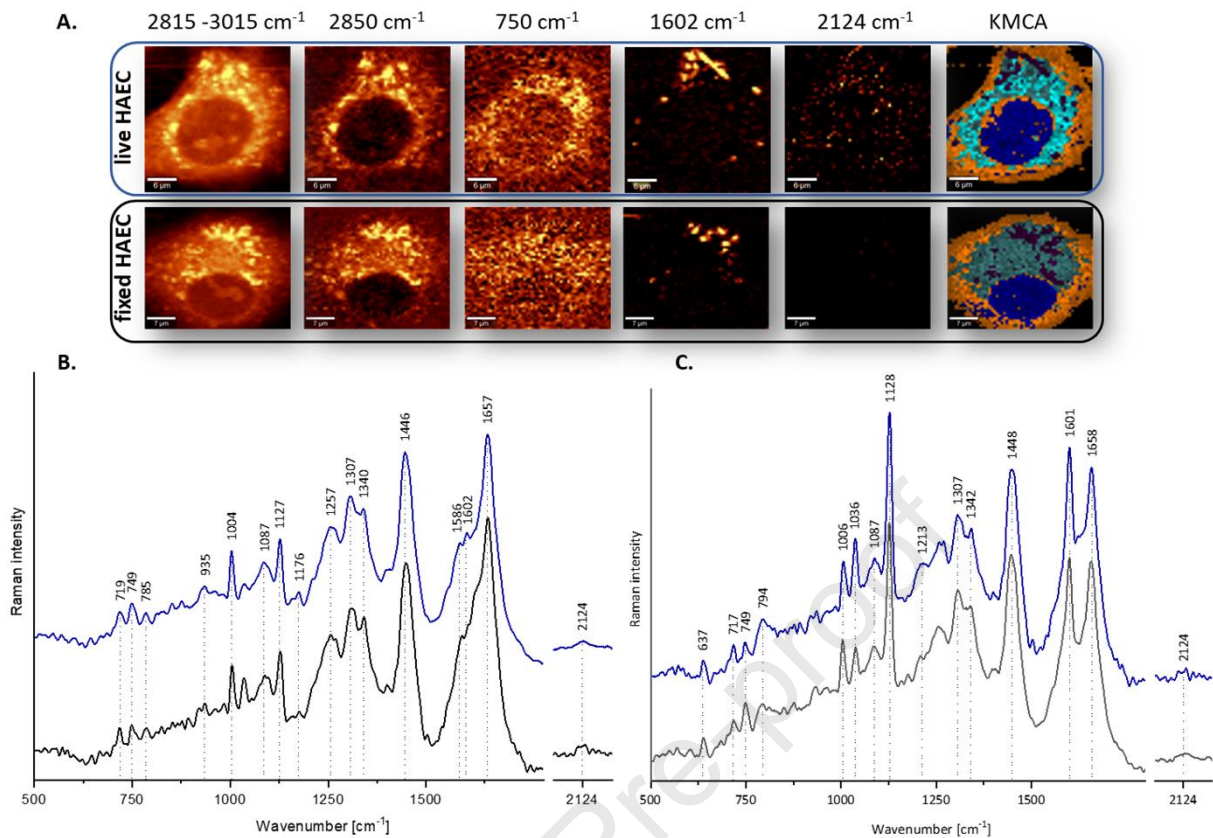 A. 2815 -3015 cm⁻¹ 2850 cm⁻¹ 750 cm⁻¹ 1602 cm⁻¹ 2124 cm⁻¹ KMCA
live HAEC
6 µm 6 µm 6 µm 6 µm 6 µm 6 µm
fixed HAEC
7 µm 7 µm 7 µm 7 µm 7 µm 7 µm
B.
Raman intensity
719 749 785 935 1004 1087 1127 1176 1257 1307 1340 1446 1586 1602 1657 2124
500 750 1000 1250 1500 2124
Wavenumber [cm⁻¹]
C.
Raman intensity
637 717 749 794 1006 1036 1087 1128 1213 1307 1342 1448 1601 1658 2124
500 750 1000 1250 1500 2124
Wavenumber [cm⁻¹]
Pre-proof